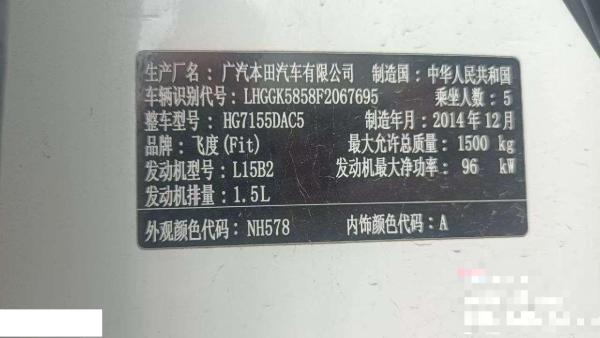 生产厂名：广汽本田汽车有限公司 制造国：中华人民共和国
车辆识别代号：LHGGK5858F2067695 乘坐人数：5
整车型号：HG7155DAC5 制造年月：2014年12月
品牌：飞度(Fit) 最大允许总质量：1500 kg
发动机型号：L15B2 发动机最大净功率：96 kW
发动机排量：1.5L
外观颜色代码：NH578 内饰颜色代码：A